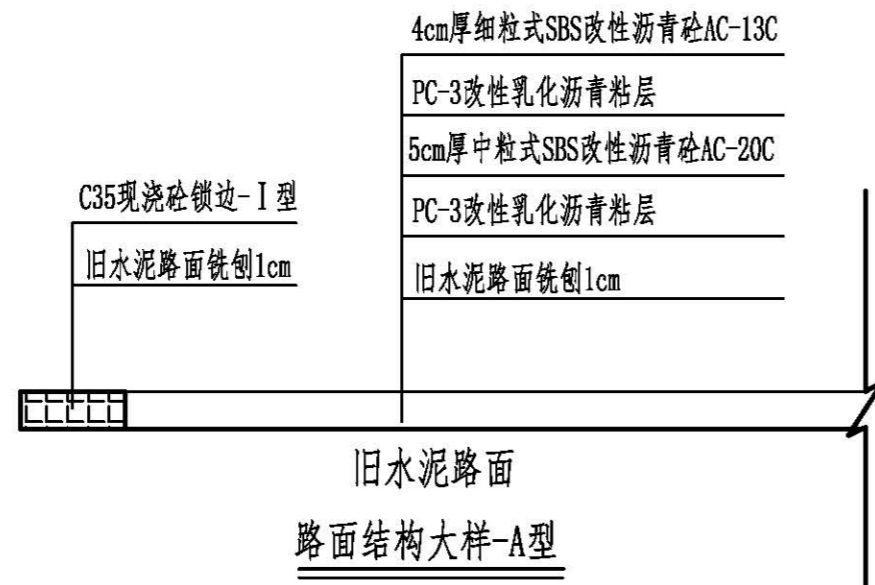 4cm厚细粒式SBS改性沥青砼AC-13C
PC-3改性乳化沥青粘层
5cm厚中粒式SBS改性沥青砼AC-20C
PC-3改性乳化沥青粘层
旧水泥路面铣刨1cm
C35现浇砼锁边-Ⅰ型
旧水泥路面铣刨1cm
旧水泥路面
路面结构大样-A型